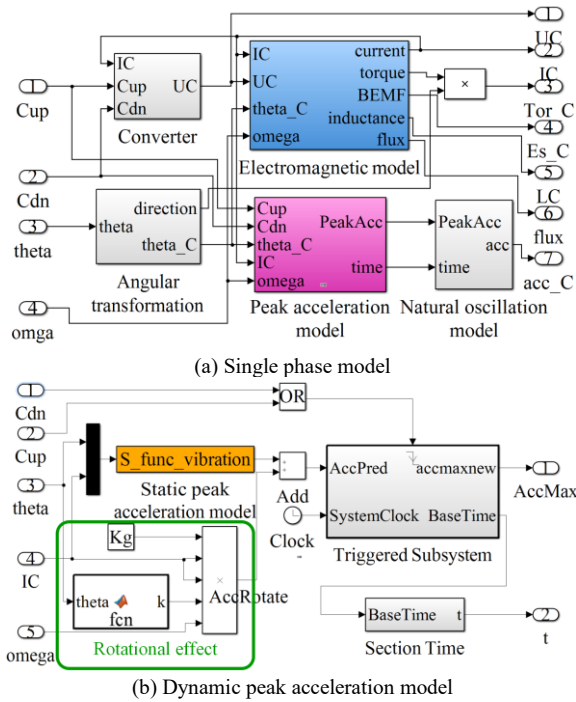 1
UC
IC
Cup
Cdn
UC
Converter
IC
UC
theta_C
omega
current
torque
BEMF
inductance
flux
Electromagnetic model
×
2
IC
3
Tor_C
4
Es_C
5
LC
6
flux
7
acc_C
1
Cup
2
Cdn
3
theta
4
omga
theta
direction
theta_C
Angular
transformation
Cup
Cdn
theta_C
IC
omega
PeakAcc
time
Peak acceleration
model
PeakAcc
acc
time
Natural oscillation
model
(a) Single phase model
1
Cdn
2
Cup
3
theta
4
IC
5
omega
OR
S_func_vibration
Static peak
acceleration model
Kg
theta
k
fcn
×
AccRotate
Rotational effect
Add
Clock
-
AccPred
accmaxnew
SystemClock
BaseTime
Triggered Subsystem
1
AccMax
BaseTime
t
Section Time
2
t
(b) Dynamic peak acceleration model